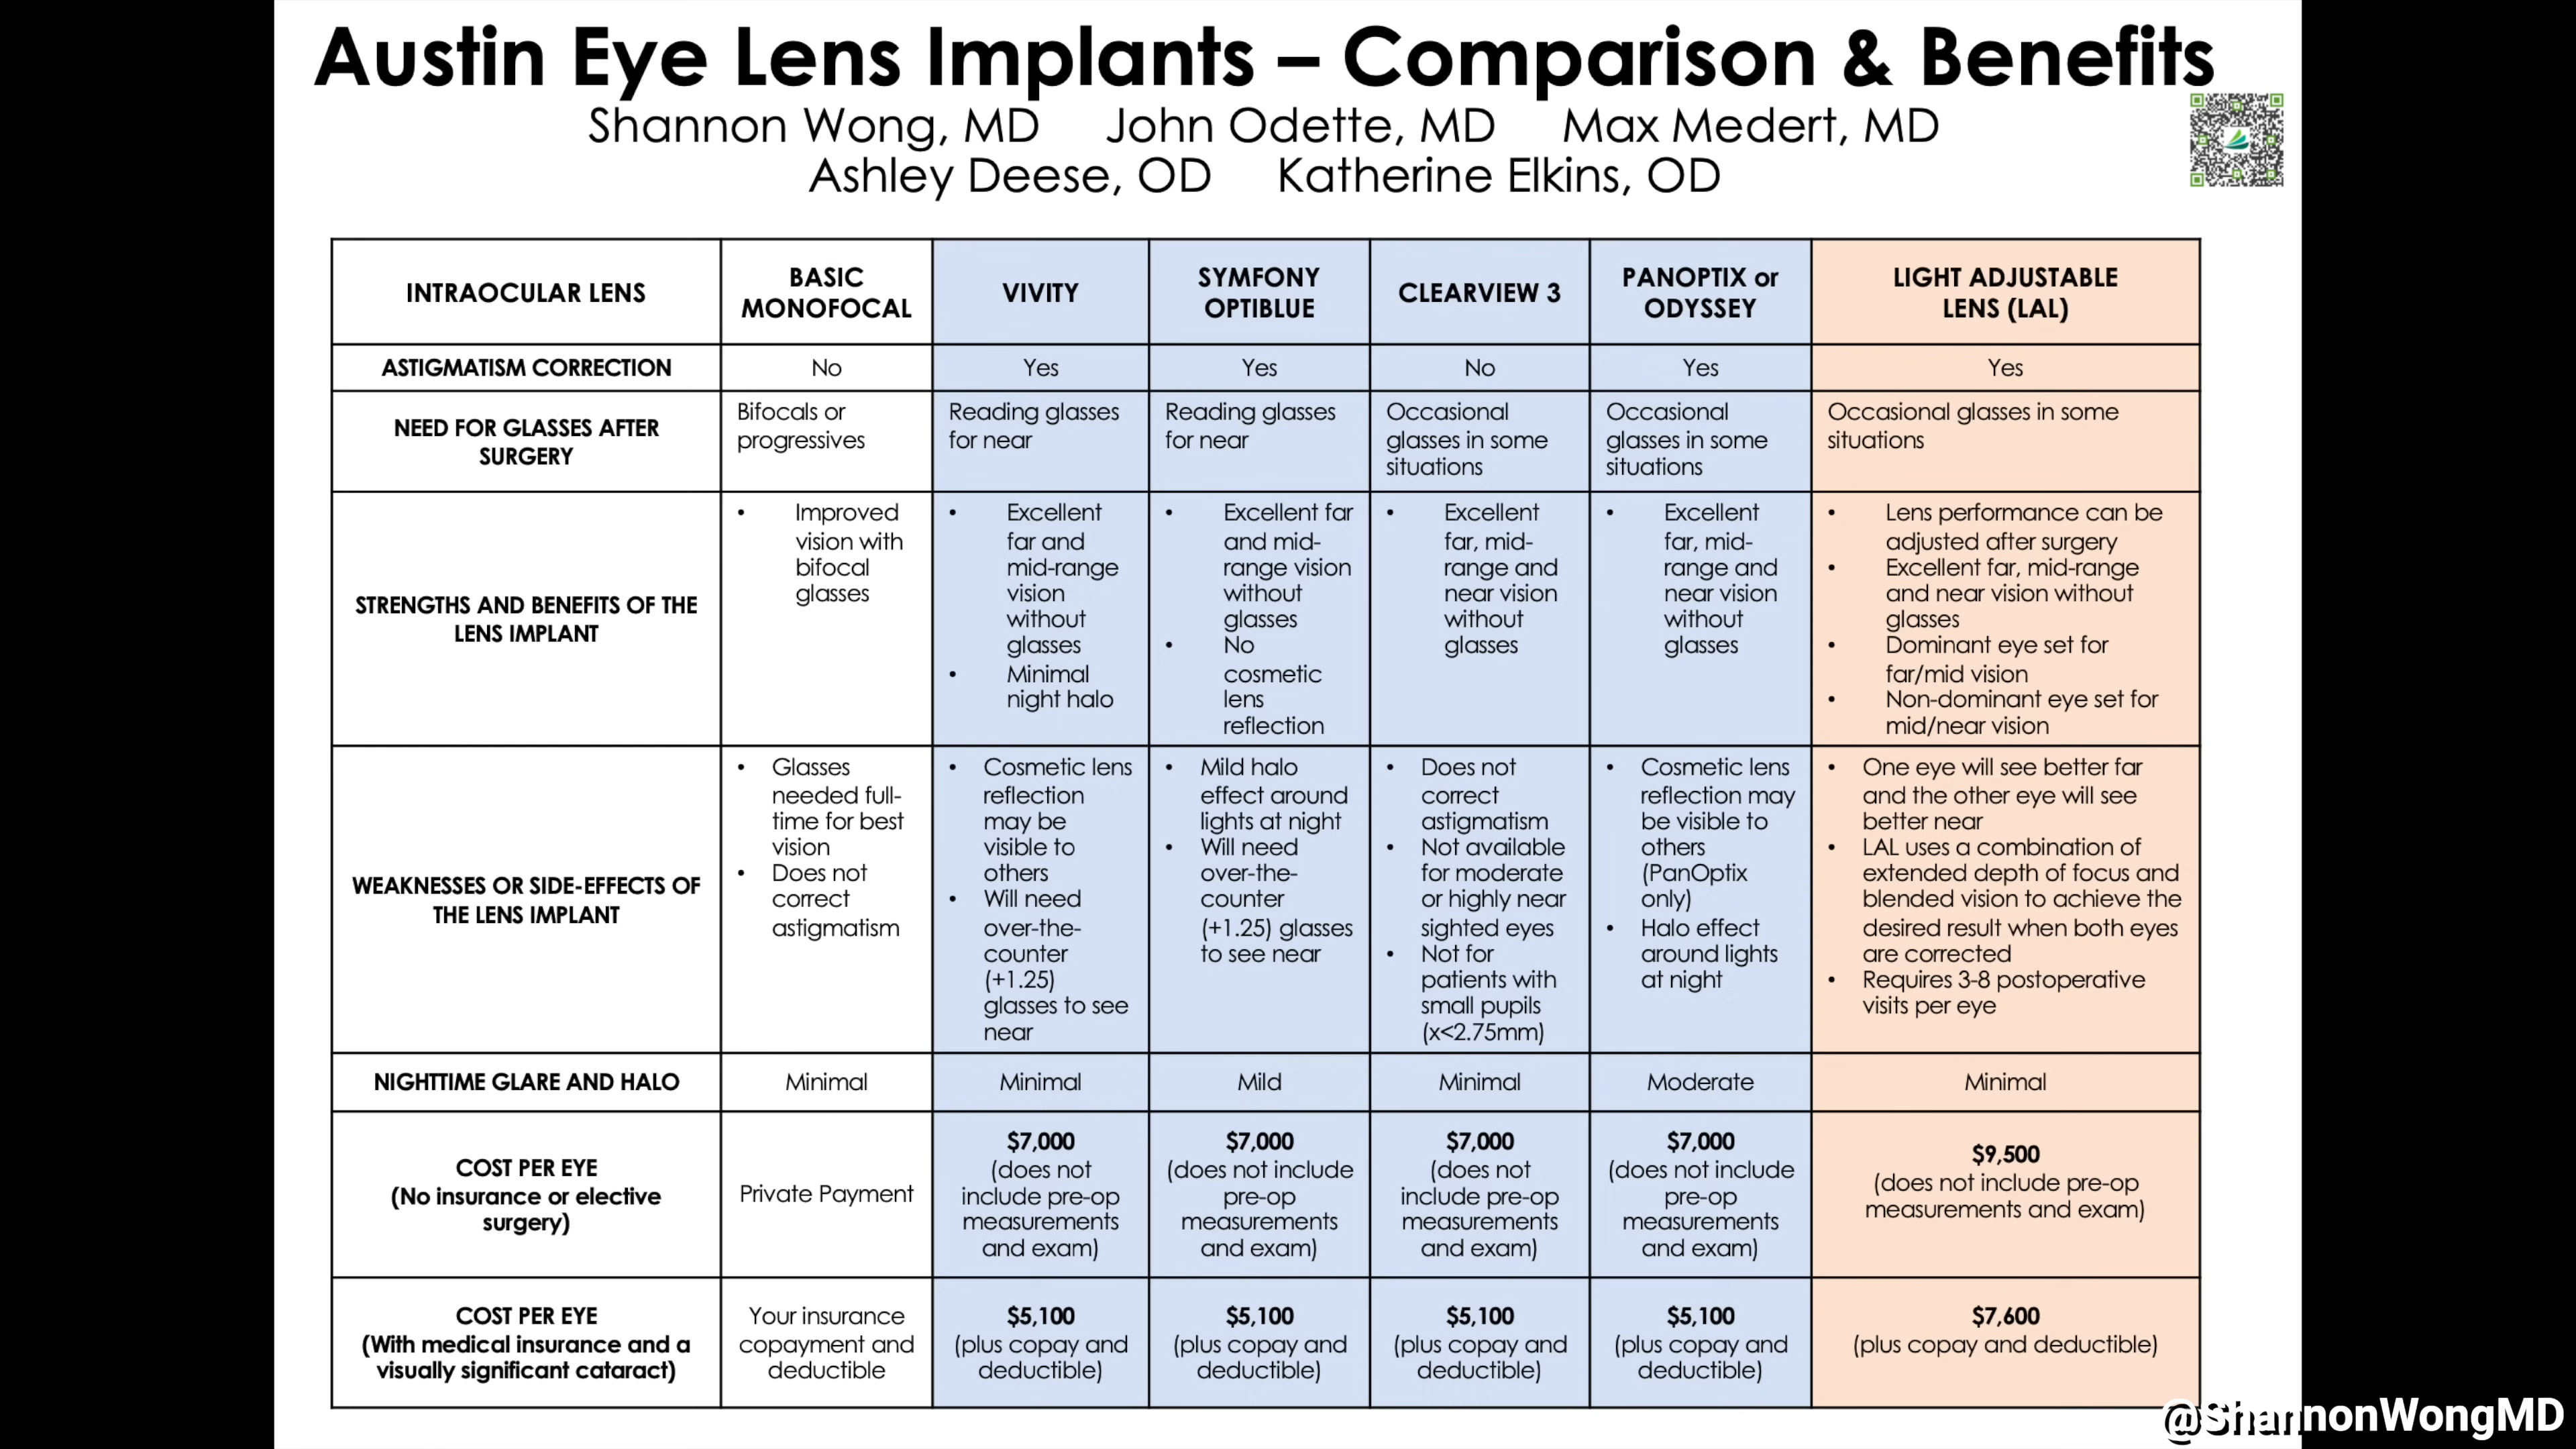 Austin Eye Lens Implants – Comparison & Benefits
Shannon Wong, MD John Odette, MD Max Medert, MD
Ashley Deese, OD Katherine Elkins, OD
INTRAOCULAR LENS
BASIC
MONOFOCAL
VIVITY
SYMFONY
OPTIBLUE
CLEARVIEW 3
PANOPTIX or
ODYSSEY
LIGHT ADJUSTABLE
LENS (LAL)
ASTIGMATISM CORRECTION
No
Yes
Yes
No
Yes
Yes
NEED FOR GLASSES AFTER
SURGERY
Bifocals or
progressives
Reading glasses
for near
Reading glasses
for near
Occasional
glasses in some
situations
Occasional
glasses in some
situations
Occasional glasses in some
situations
STRENGTHS AND BENEFITS OF THE
LENS IMPLANT
• Improved
vision with
bifocal
glasses
• Excellent
far and
mid-range
vision
without
glasses
• Minimal
night halo
• Excellent far
and mid-
range vision
without
glasses
• No
cosmetic
lens
reflection
• Excellent
far, mid-
range and
near vision
without
glasses
• Excellent
far, mid-
range and
near vision
without
glasses
• Lens performance can be
adjusted after surgery
• Excellent far, mid-range
and near vision without
glasses
• Dominant eye set for
far/mid vision
• Non-dominant eye set for
mid/near vision
WEAKNESSES OR SIDE-EFFECTS OF
THE LENS IMPLANT
• Glasses
needed full-
time for best
vision
• Does not
correct
astigmatism
• Cosmetic lens
reflection
may be
visible to
others
• Will need
over-the-
counter
(+1.25)
glasses to see
near
• Mild halo
effect around
lights at night
• Will need
over-the-
counter
(+1.25) glasses
to see near
• Does not
correct
astigmatism
• Not available
for moderate
or highly near
sighted eyes
• Not for
patients with
small pupils
(x<2.75mm)
• Cosmetic lens
reflection may
be visible to
others
(PanOptix
only)
• Halo effect
around lights
at night
• One eye will see better far
and the other eye will see
better near
• LAL uses a combination of
extended depth of focus and
blended vision to achieve the
desired result when both eyes
are corrected
• Requires 3-8 postoperative
visits per eye
NIGHTTIME GLARE AND HALO
Minimal
Minimal
Mild
Minimal
Moderate
Minimal
COST PER EYE
(No insurance or elective
surgery)
Private Payment
$7,000
(does not
include pre-op
measurements
and exam)
$7,000
(does not include
pre-op
measurements
and exam)
$7,000
(does not
include pre-op
measurements
and exam)
$7,000
(does not include
pre-op
measurements
and exam)
$9,500
(does not include pre-op
measurements and exam)
COST PER EYE
(With medical insurance and a
visually significant cataract)
Your insurance
copayment and
deductible
$5,100
(plus copay and
deductible)
$5,100
(plus copay and
deductible)
$5,100
(plus copay and
deductible)
$5,100
(plus copay and
deductible)
$7,600
(plus copay and deductible)
@ShannonWongMD